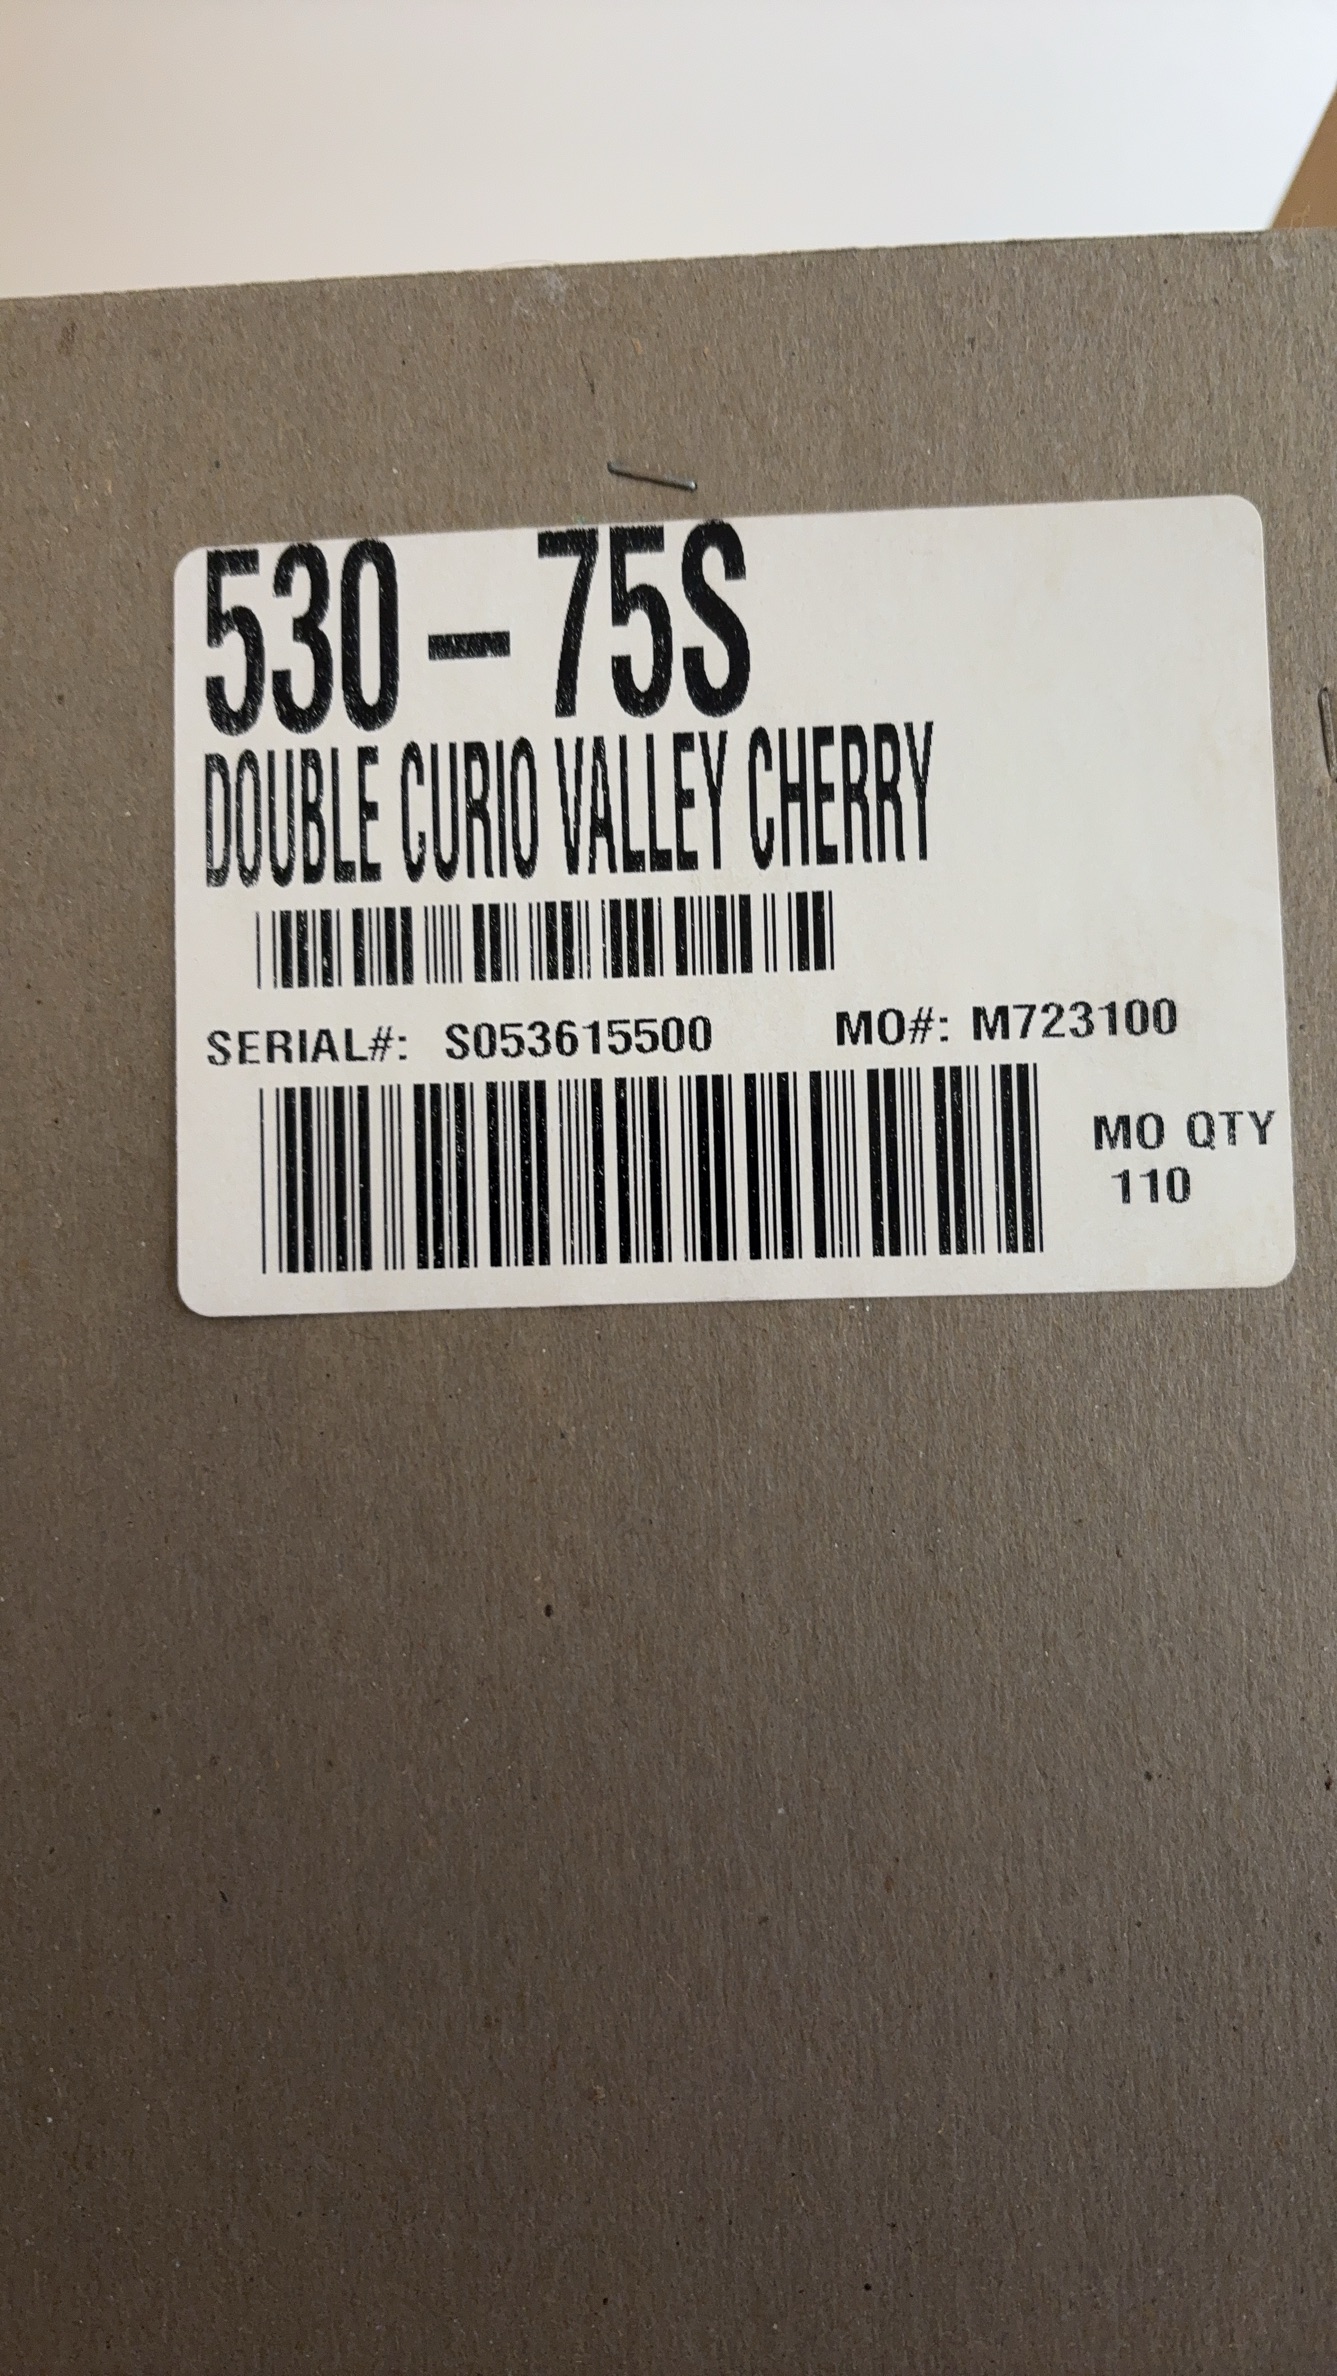 530-75S
DOUBLE CURIO VALLEY CHERRY
SERIAL#: S053615500 MO#: M723100
MO QTY
110